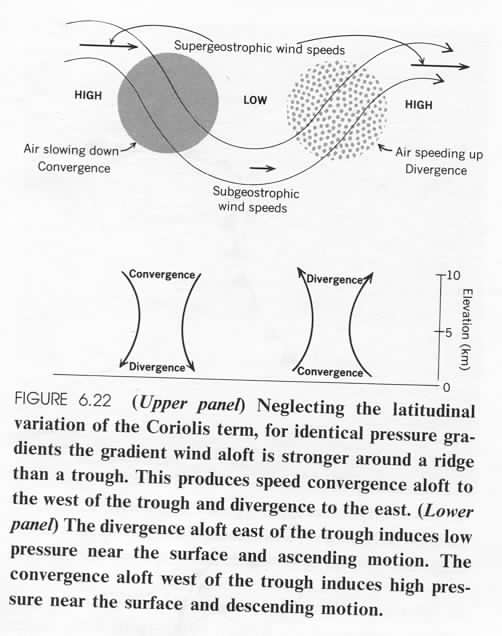 Supergeostrophic wind speeds
HIGH
LOW
HIGH
Air slowing down
Convergence
Air speeding up
Divergence
Subgeostrophic
wind speeds
Convergence
Divergence
10
5
0
Elevation (km)
Divergence
Convergence
FIGURE 6.22 (Upper panel) Neglecting the latitudinal
variation of the Coriolis term, for identical pressure gra-
dients the gradient wind aloft is stronger around a ridge
than a trough. This produces speed convergence aloft to
the west of the trough and divergence to the east. (Lower
panel) The divergence aloft east of the trough induces low
pressure near the surface and ascending motion. The
convergence aloft west of the trough induces high pres-
sure near the surface and descending motion.